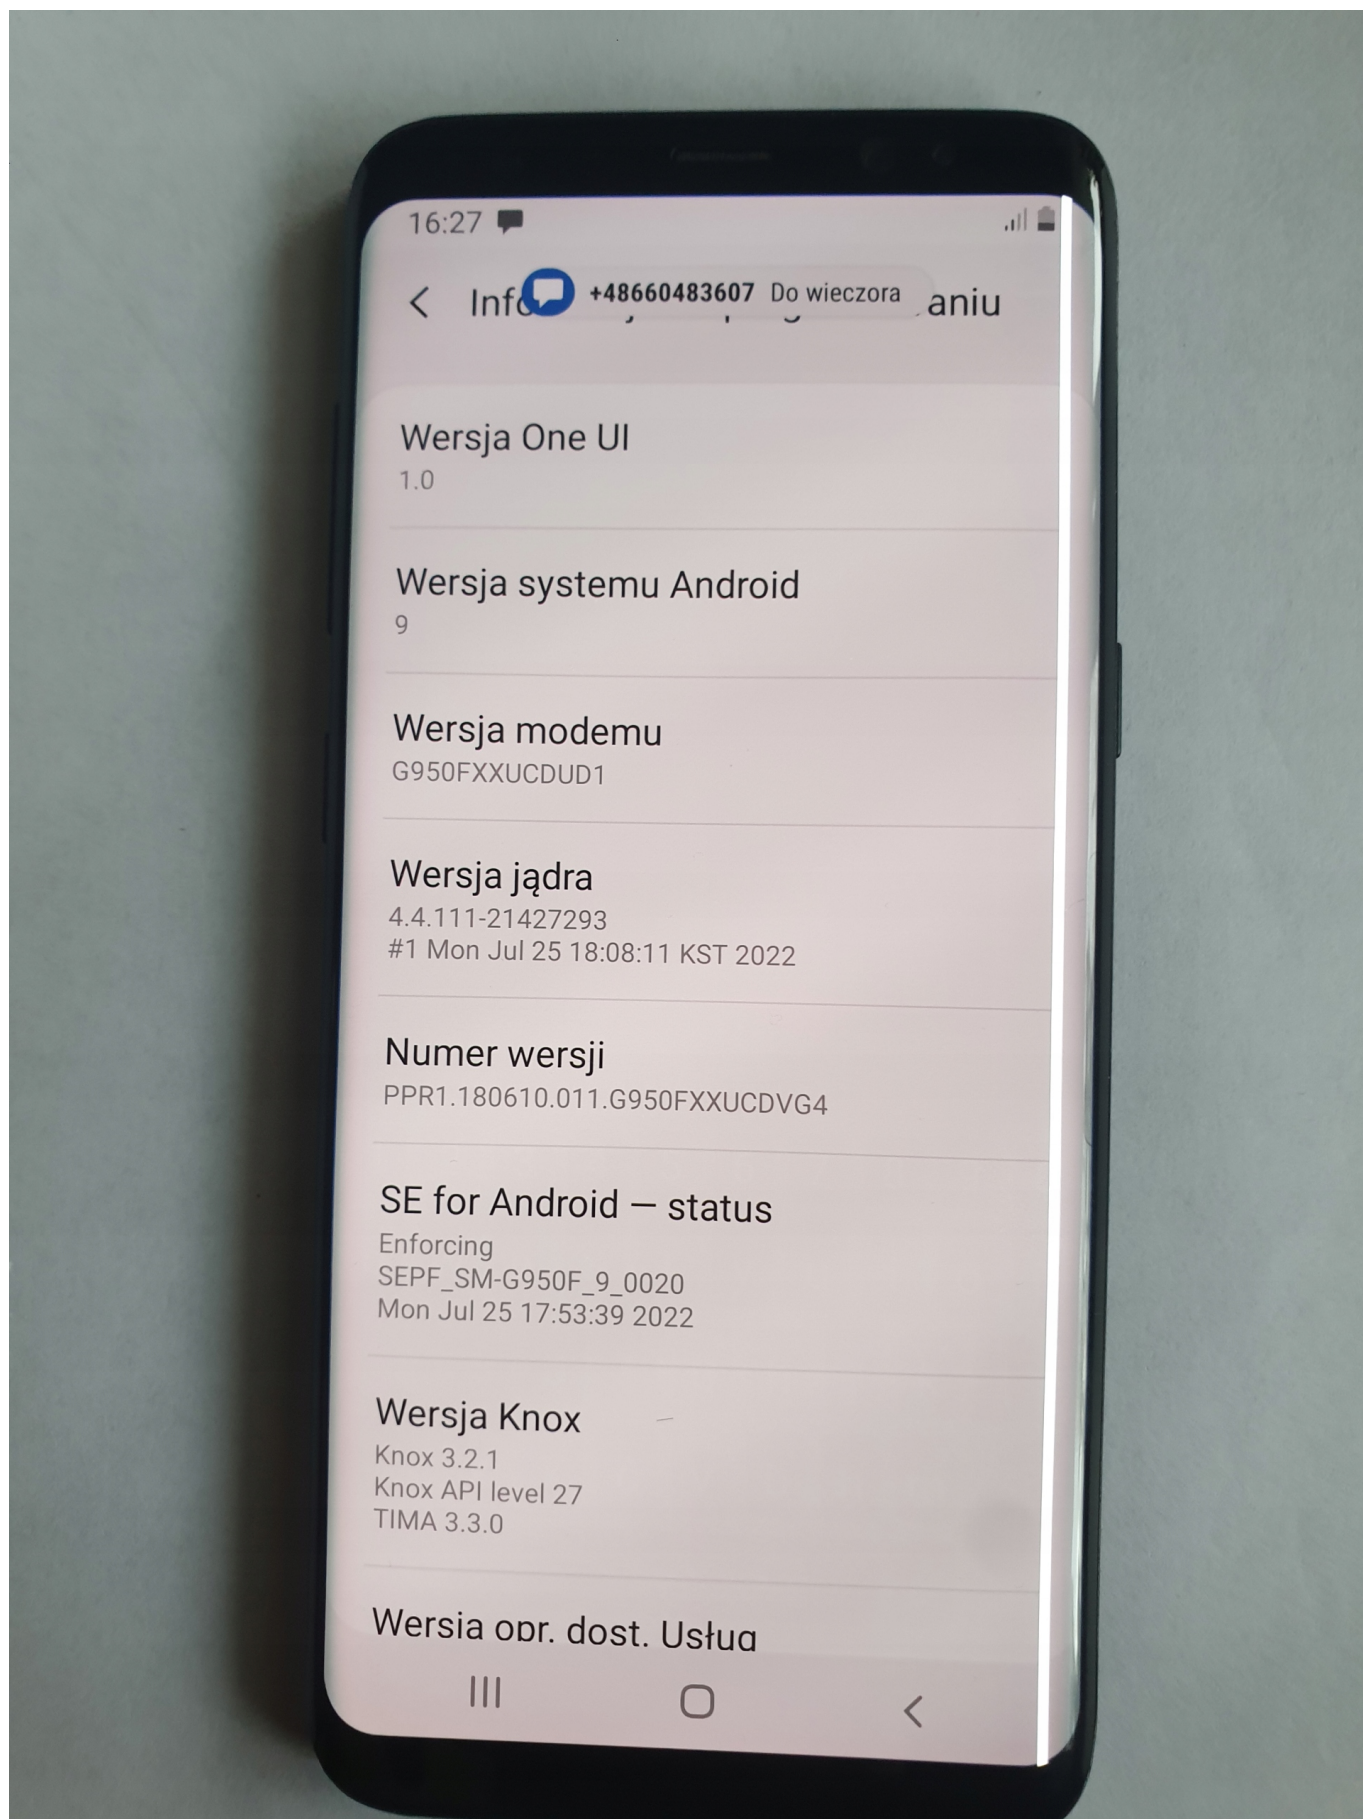 16:27
Info
+48660483607 Do wieczora
aniu
Wersja One UI
1.0
Wersja systemu Android
9
Wersja modemu
G950FXXUCDUD1
Wersja jądra
4.4.111-21427293
#1 Mon Jul 25 18:08:11 KST 2022
Numer wersji
PPR1.180610.011.G950FXXUCDVG4
SE for Android — status
Enforcing
SEPF_SM-G950F_9_0020
Mon Jul 25 17:53:39 2022
Wersja Knox
Knox 3.2.1
Knox API level 27
TIMA 3.3.0
Wersja opr. dost. Usług